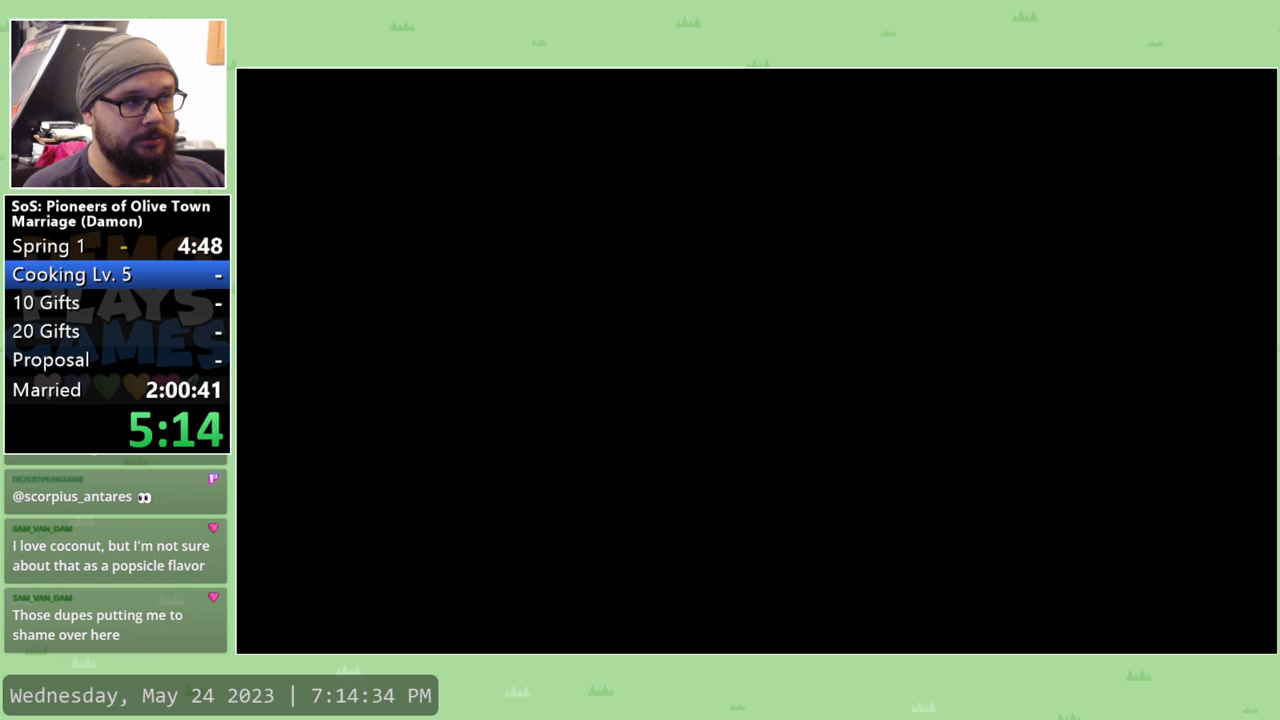 SoS: Pioneers of Olive Town
Marriage (Damon)
Spring 1 - 4:48
Cooking Lv. 5 -
10 Gifts -
20 Gifts -
Proposal -
Married 2:00:41
5:14
@scorpius_antares 👀
SAM_VAN_DAM
I love coconut, but I'm not sure
about that as a popsicle flavor
SAM_VAN_DAM
Those dupes putting me to
shame over here
Wednesday, May 24 2023 | 7:14:34 PM